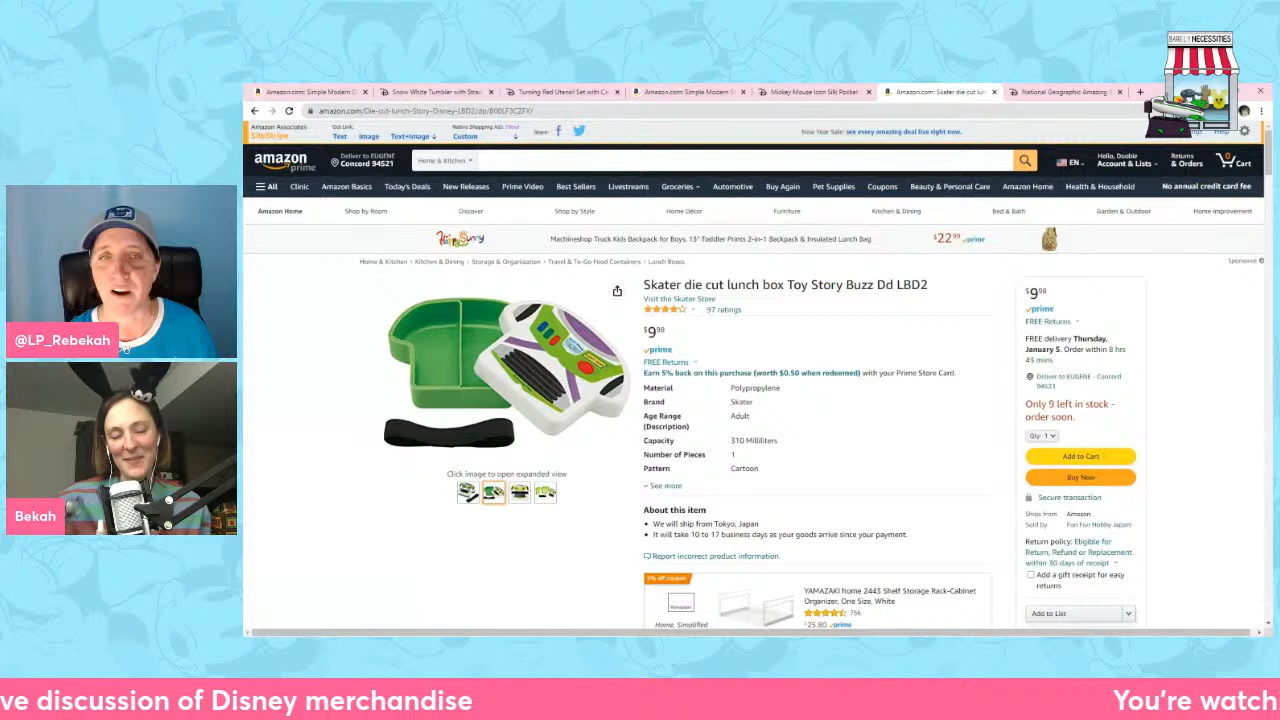 BARELY NECESSITIES
Amazon.com: Simple Modern D
Snow White Tumbler with Straw
Turning Red Utensil Set with Ca
Amazon.com: Simple Modern S
Mickey Mouse Icon Silk Pocket
Amazon.com: Skater die cut lun
National Geographic Amazing
amazon.com/Die-cut-lunch-Story-Disney-LBD2/dp/B00LF3CZFY/
Amazon Associates
SiteStripe
Get Link:
Text Image Text+Image
Native Shopping Ads (New)
Custom
Share:
New Year Sale: see every amazing deal live right now.
Help
amazon prime
Deliver to EUGENE
Concord 94521
Home & Kitchen
EN
Hello, Doobie
Account & Lists
Returns
& Orders
0
Cart
All Clinic Amazon Basics Today's Deals New Releases Prime Video Best Sellers Livestreams Groceries Automotive Buy Again Pet Supplies Coupons Beauty & Personal Care Amazon Home Health & Household No annual credit card fee
Amazon Home Shop by Room Discover Shop by Style Home Décor Furniture Kitchen & Dining Bed & Bath Garden & Outdoor Home Improvement
Machineshop Truck Kids Backpack for Boys, 13" Toddler Prints 2-in-1 Backpack & Insulated Lunch Bag
$22.99 prime
Sponsored
Home & Kitchen › Kitchen & Dining › Storage & Organization › Travel & To-Go Food Containers › Lunch Boxes
Skater die cut lunch box Toy Story Buzz Dd LBD2
Visit the Skater Store
97 ratings
$9.98
prime
FREE Returns
Earn 5% back on this purchase (worth $0.50 when redeemed) with your Prime Store Card.
Material Polypropylene
Brand Skater
Age Range (Description) Adult
Capacity 310 Milliliters
Number of Pieces 1
Pattern Cartoon
See more
Click image to open expanded view
About this item
• We will ship from Tokyo, Japan
• It will take 10 to 17 business days as your goods arrive since your payment.
Report incorrect product information.
5% off coupon
Yamazaki
Home, Simplified
YAMAZAKI home 2443 Shelf Storage Rack-Cabinet
Organizer, One Size, White
756
$25.80 prime
$9.98
prime
FREE Returns
FREE delivery Thursday,
January 5. Order within 8 hrs
43 mins
Deliver to EUGENE - Concord
Only 9 left in stock -
order soon.
Qty: 1
Add to Cart
Buy Now
Secure transaction
Ships from Amazon
Sold by Fun Fun Hobby Japan!
Return policy: Eligible for
Return, Refund or Replacement
within 30 days of receipt
Add a gift receipt for easy
returns
Add to List
@LP_Rebekah
Bekah
ve discussion of Disney merchandise
You're watch